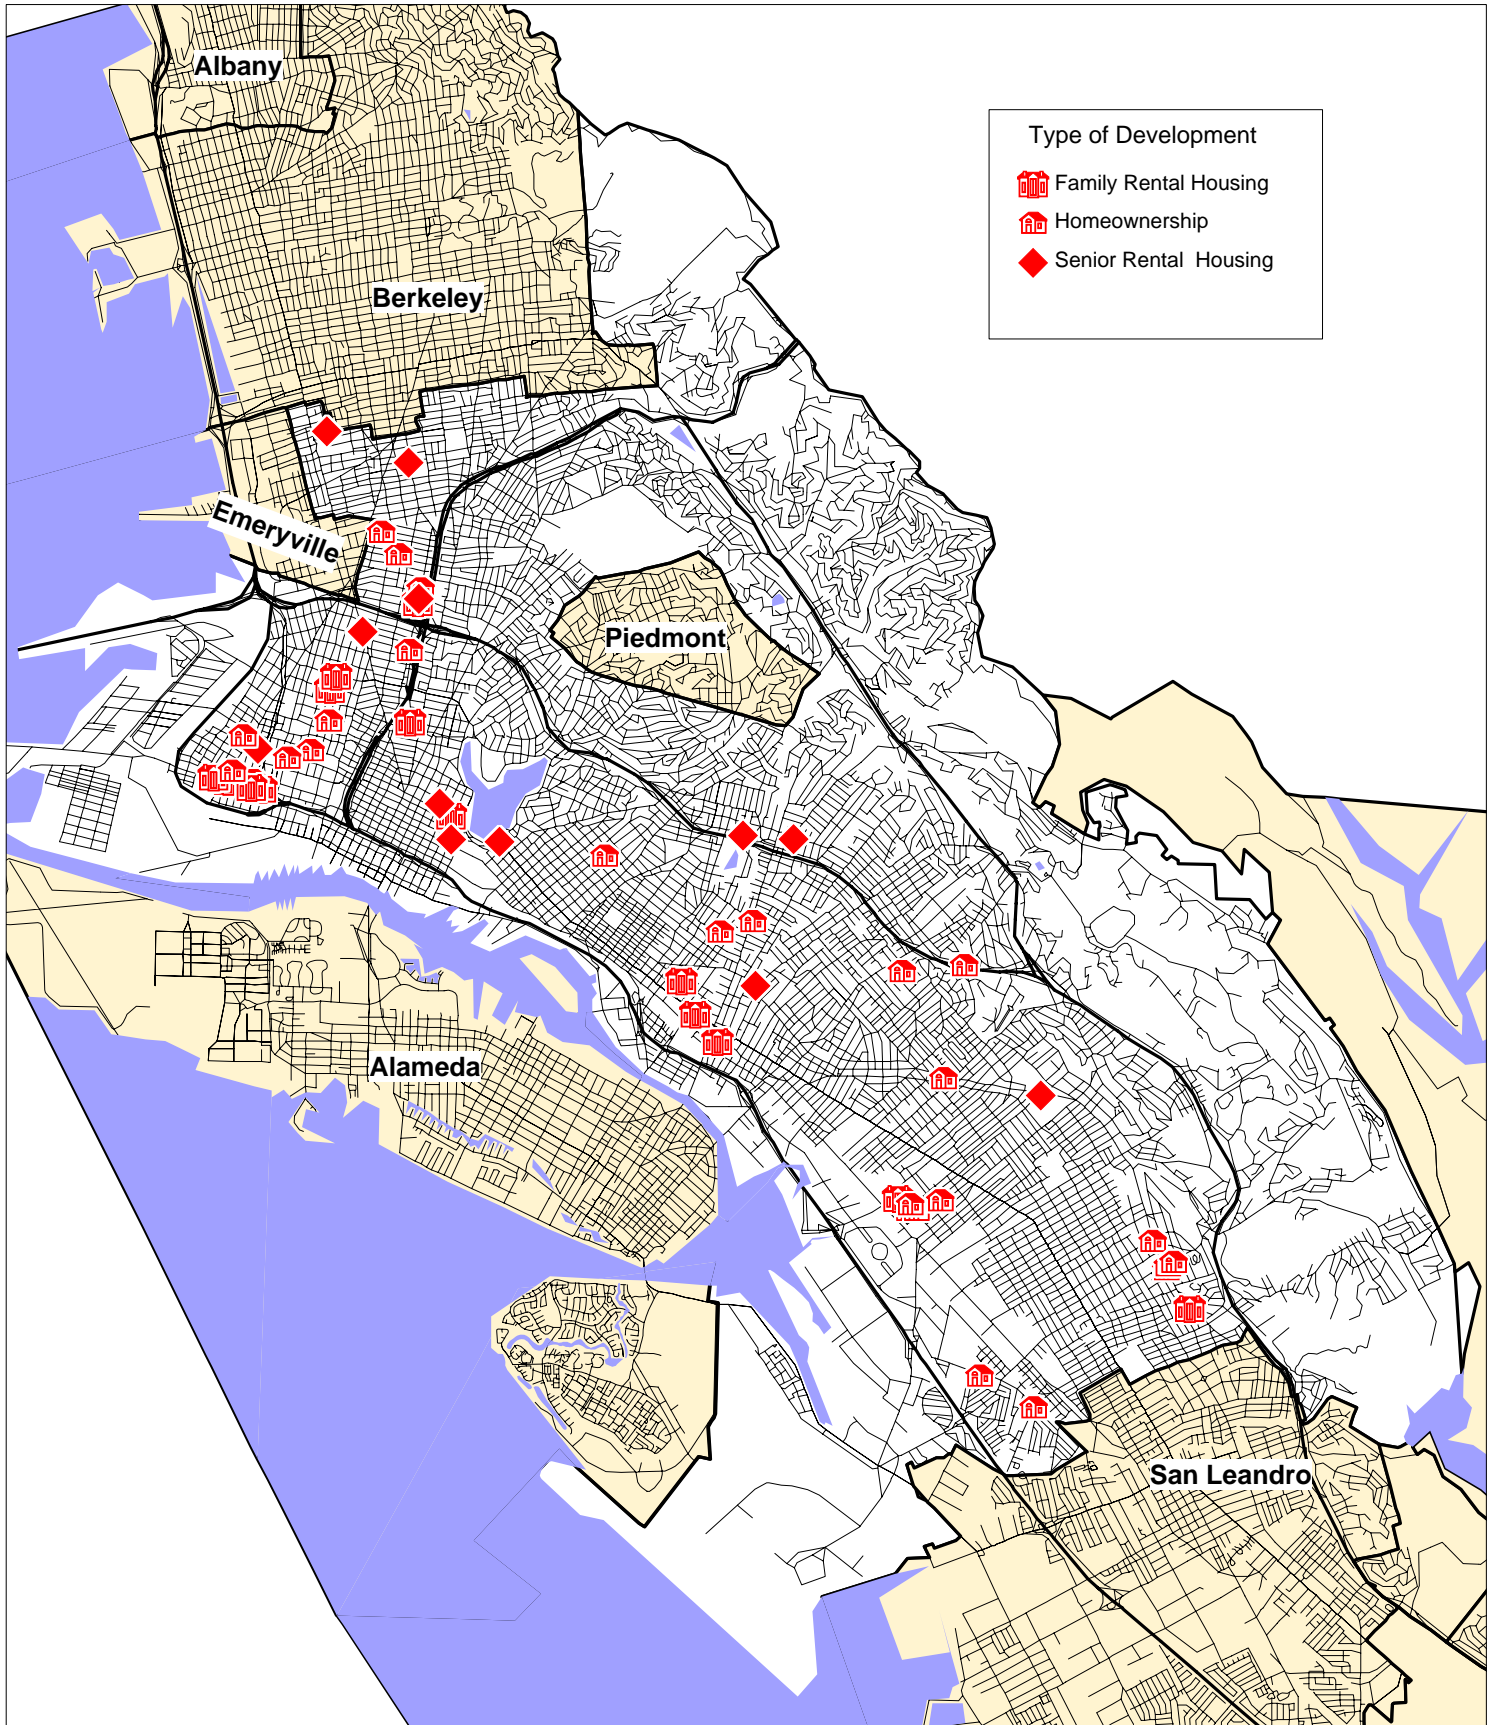 Albany
Type of Development
Family Rental Housing
Homeownership
Senior Rental  Housing
Berkeley
Emeryville
Piedmont
Alameda
San Leandro